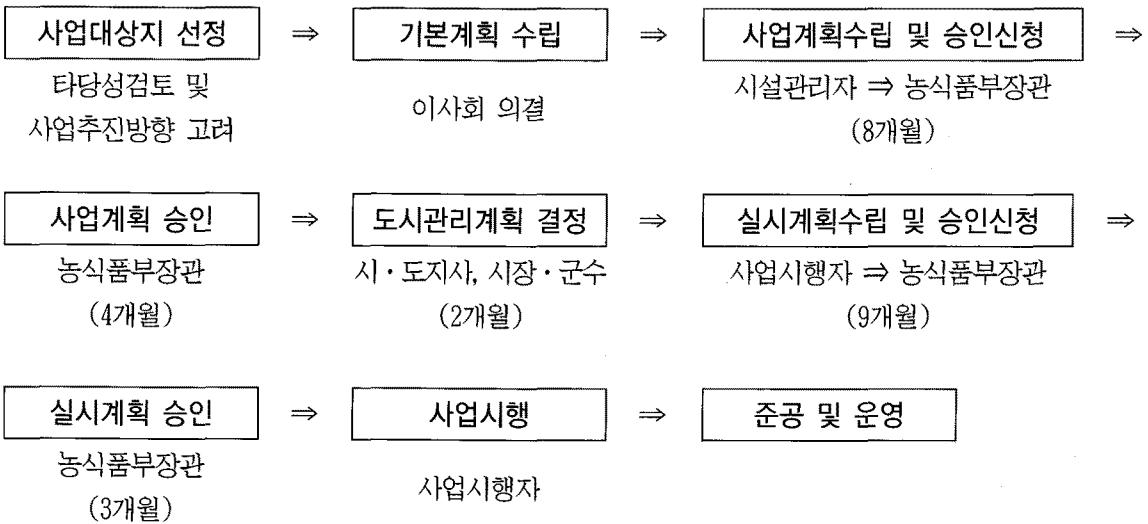 사업대상지 선정 ⇒ 기본계획 수립 ⇒ 사업계획수립 및 승인신청 ⇒
타당성검토 및
사업추진방향 고려
이사회 의결
시설관리자 ⇒ 농식품부장관
(8개월)
사업계획 승인 ⇒ 도시관리계획 결정 ⇒ 실시계획수립 및 승인신청 ⇒
농식품부장관
(4개월)
시・도지사, 시장・군수
(2개월)
사업시행자 ⇒ 농식품부장관
(9개월)
실시계획 승인 ⇒ 사업시행 ⇒ 준공 및 운영
농식품부장관
(3개월)
사업시행자